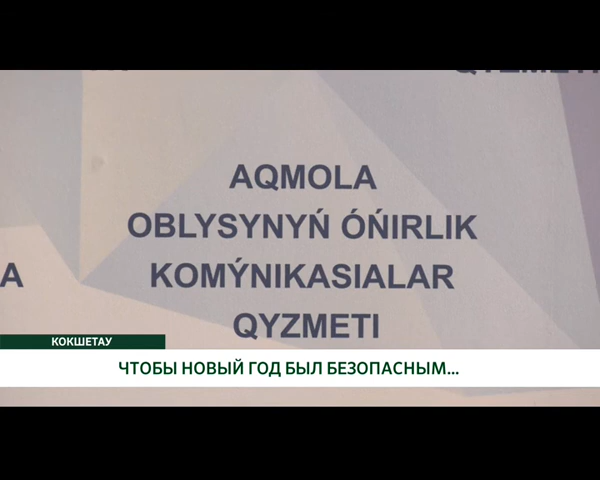 AQMOLA
OBLYSYNYŃ ÓŃIRLIK
KOMÝNIKASIALAR
QYZMETI
A
КОКШЕТАУ
ЧТОБЫ НОВЫЙ ГОД БЫЛ БЕЗОПАСНЫМ...